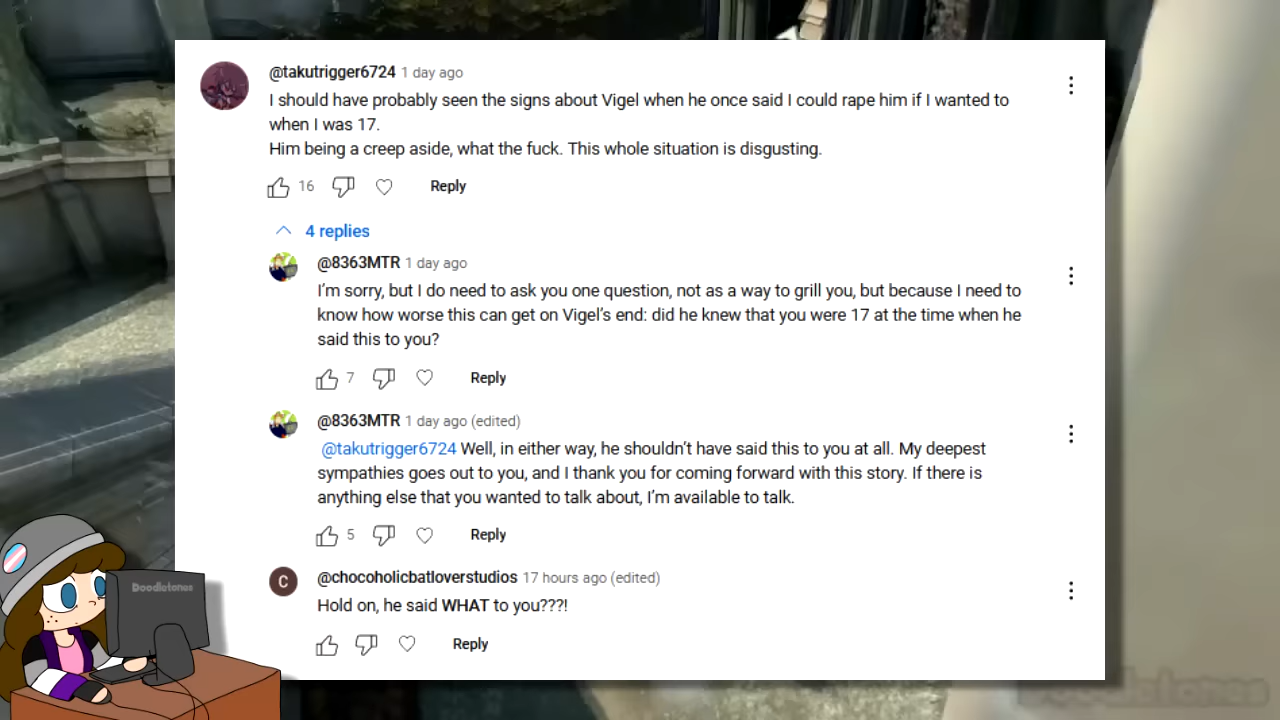 @takutrigger6724 1 day ago
I should have probably seen the signs about Vigel when he once said I could rape him if I wanted to
when I was 17.
Him being a creep aside, what the fuck. This whole situation is disgusting.
16 Reply
4 replies
@8363MTR 1 day ago
I'm sorry, but I do need to ask you one question, not as a way to grill you, but because I need to
know how worse this can get on Vigel's end: did he knew that you were 17 at the time when he
said this to you?
7 Reply
@8363MTR 1 day ago (edited)
@takutrigger6724 Well, in either way, he shouldn't have said this to you at all. My deepest
sympathies goes out to you, and I thank you for coming forward with this story. If there is
anything else that you wanted to talk about, I'm available to talk.
5 Reply
C
@chocoholicbatloverstudios 17 hours ago (edited)
Hold on, he said WHAT to you???!
Reply
Doodletones
Doodletones